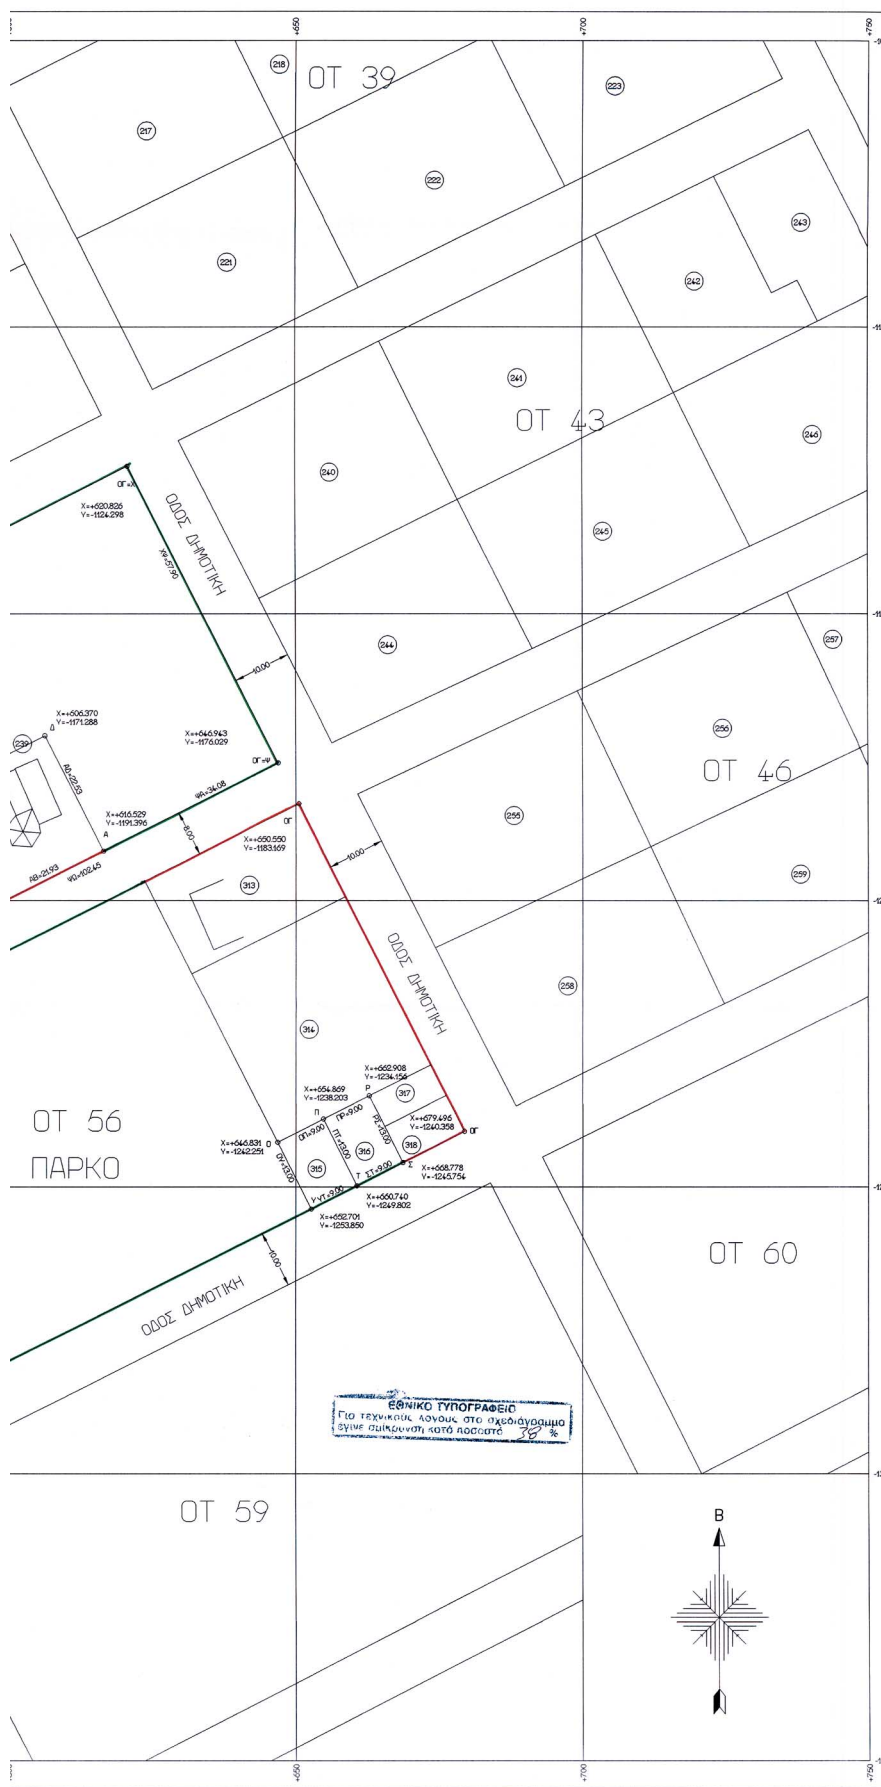 +650
+700
+750
218
ΟΤ 39
223
217
222
243
221
242
241
ΟΤ 43
246
240
ΟΓ=Χ
Χ=+620.826
Υ=-1124.298
ΟΔΟΣ ΔΗΜΟΤΙΚΗ
ΧΨ=57.90
245
244
257
10.00
Χ=+606.370
Υ=-1171.288
Δ
239
Χ=+646.943
Υ=-1176.029
ΟΓ=Ψ
256
ΟΤ 46
ΑΔ=22.53
ΨΑ=34.08
Χ=+616.529
Υ=-1191.396
Α
ΟΓ
8.00
Χ=+650.550
Υ=-1183.169
255
10.00
ΑΒ=21.93
ΨΩ=102.45
313
259
ΟΔΟΣ ΔΗΜΟΤΙΚΗ
258
314
Χ=+662.908
Υ=-1234.156
Χ=+654.869
Υ=-1238.203
Ρ
317
ΟΤ 56
ΠΑΡΚΟ
Π
ΠΡ=9.00
Χ=+679.496
Υ=-1240.358
Χ=+646.831
Υ=-1242.251
Ο
ΟΠ=9.00
ΡΣ=13.00
ΟΓ
ΠΤ=13.00
316
318
ΟΥ=13.00
315
Σ
Χ=+668.778
Υ=-1245.754
Τ
ΣΤ=9.00
Υ
ΥΤ=9.00
Χ=+660.740
Υ=-1249.802
Χ=+652.701
Υ=-1253.850
10.00
ΟΤ 60
ΟΔΟΣ ΔΗΜΟΤΙΚΗ
ΕΘΝΙΚΟ ΤΥΠΟΓΡΑΦΕΙΟ
Για τεχνικούς λόγους στο σχεδιάγραμμα
έγινε σμίκρυνση κατά ποσοστό 38 %
ΟΤ 59
Β
+650
+700
+750